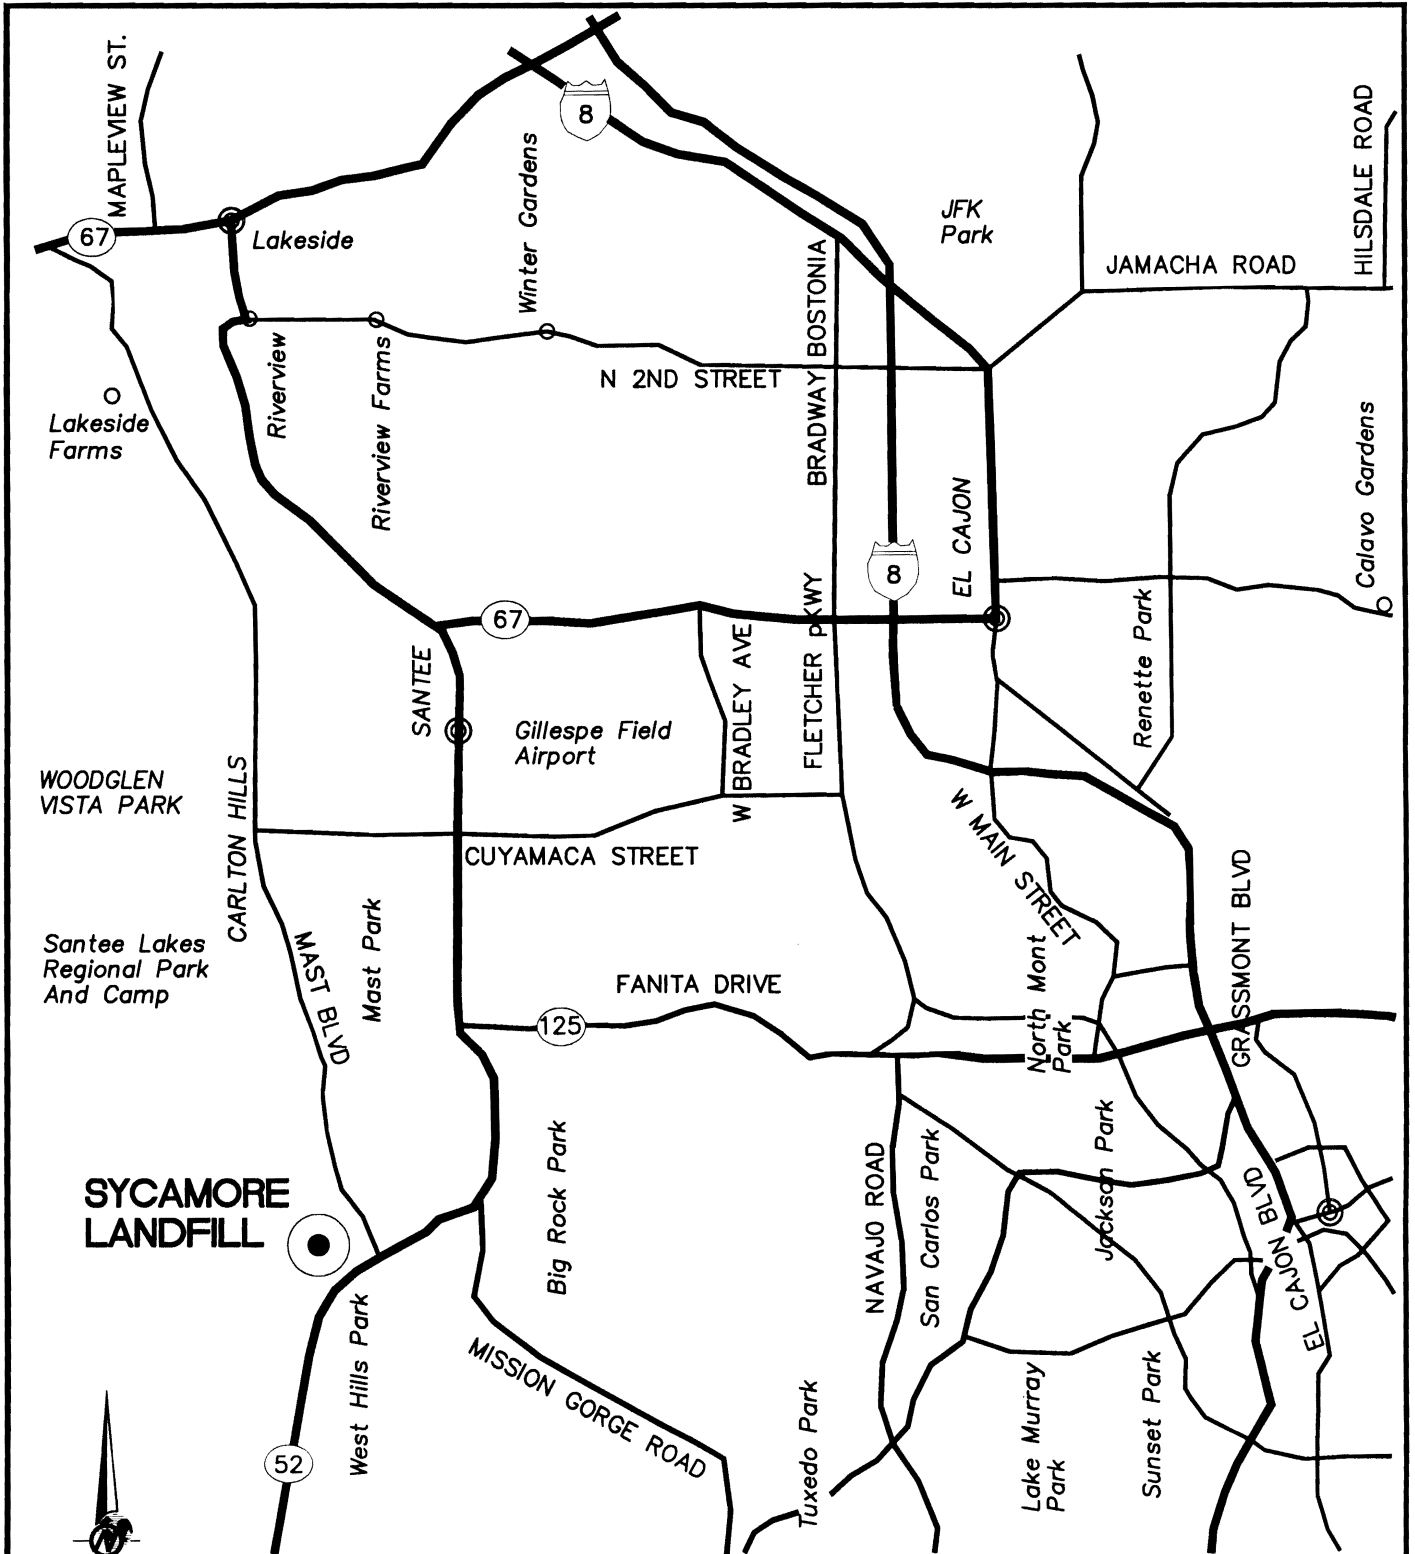 MAPLEVIEW ST.
8
67
Lakeside
Winter Gardens
JFK
Park
HILSDALE ROAD
JAMACHA ROAD
BRADWAY BOSTONIA
Riverview
Riverview Farms
N 2ND STREET
Lakeside
Farms
Calavo Gardens
EL CAJON
8
67
FLETCHER pKWY
W BRADLEY AVE
Renette Park
SANTEE
Gillespe Field
Airport
WOODGLEN
VISTA PARK
CARLTON HILLS
CUYAMACA STREET
W MAIN STREET
GRASSMONT BLVD
Mast Park
MAST BLVD
Santee Lakes
Regional Park
And Camp
FANITA DRIVE
125
North Mont
Park
SYCAMORE
LANDFILL
Big Rock Park
NAVAJO ROAD
San Carlos Park
Jackson Park
EL CAJON BLVD
EL CAJON BLVD
West Hills Park
MISSION GORGE ROAD
52
Tuxedo Park
Lake Murray
Park
Sunset Park
N